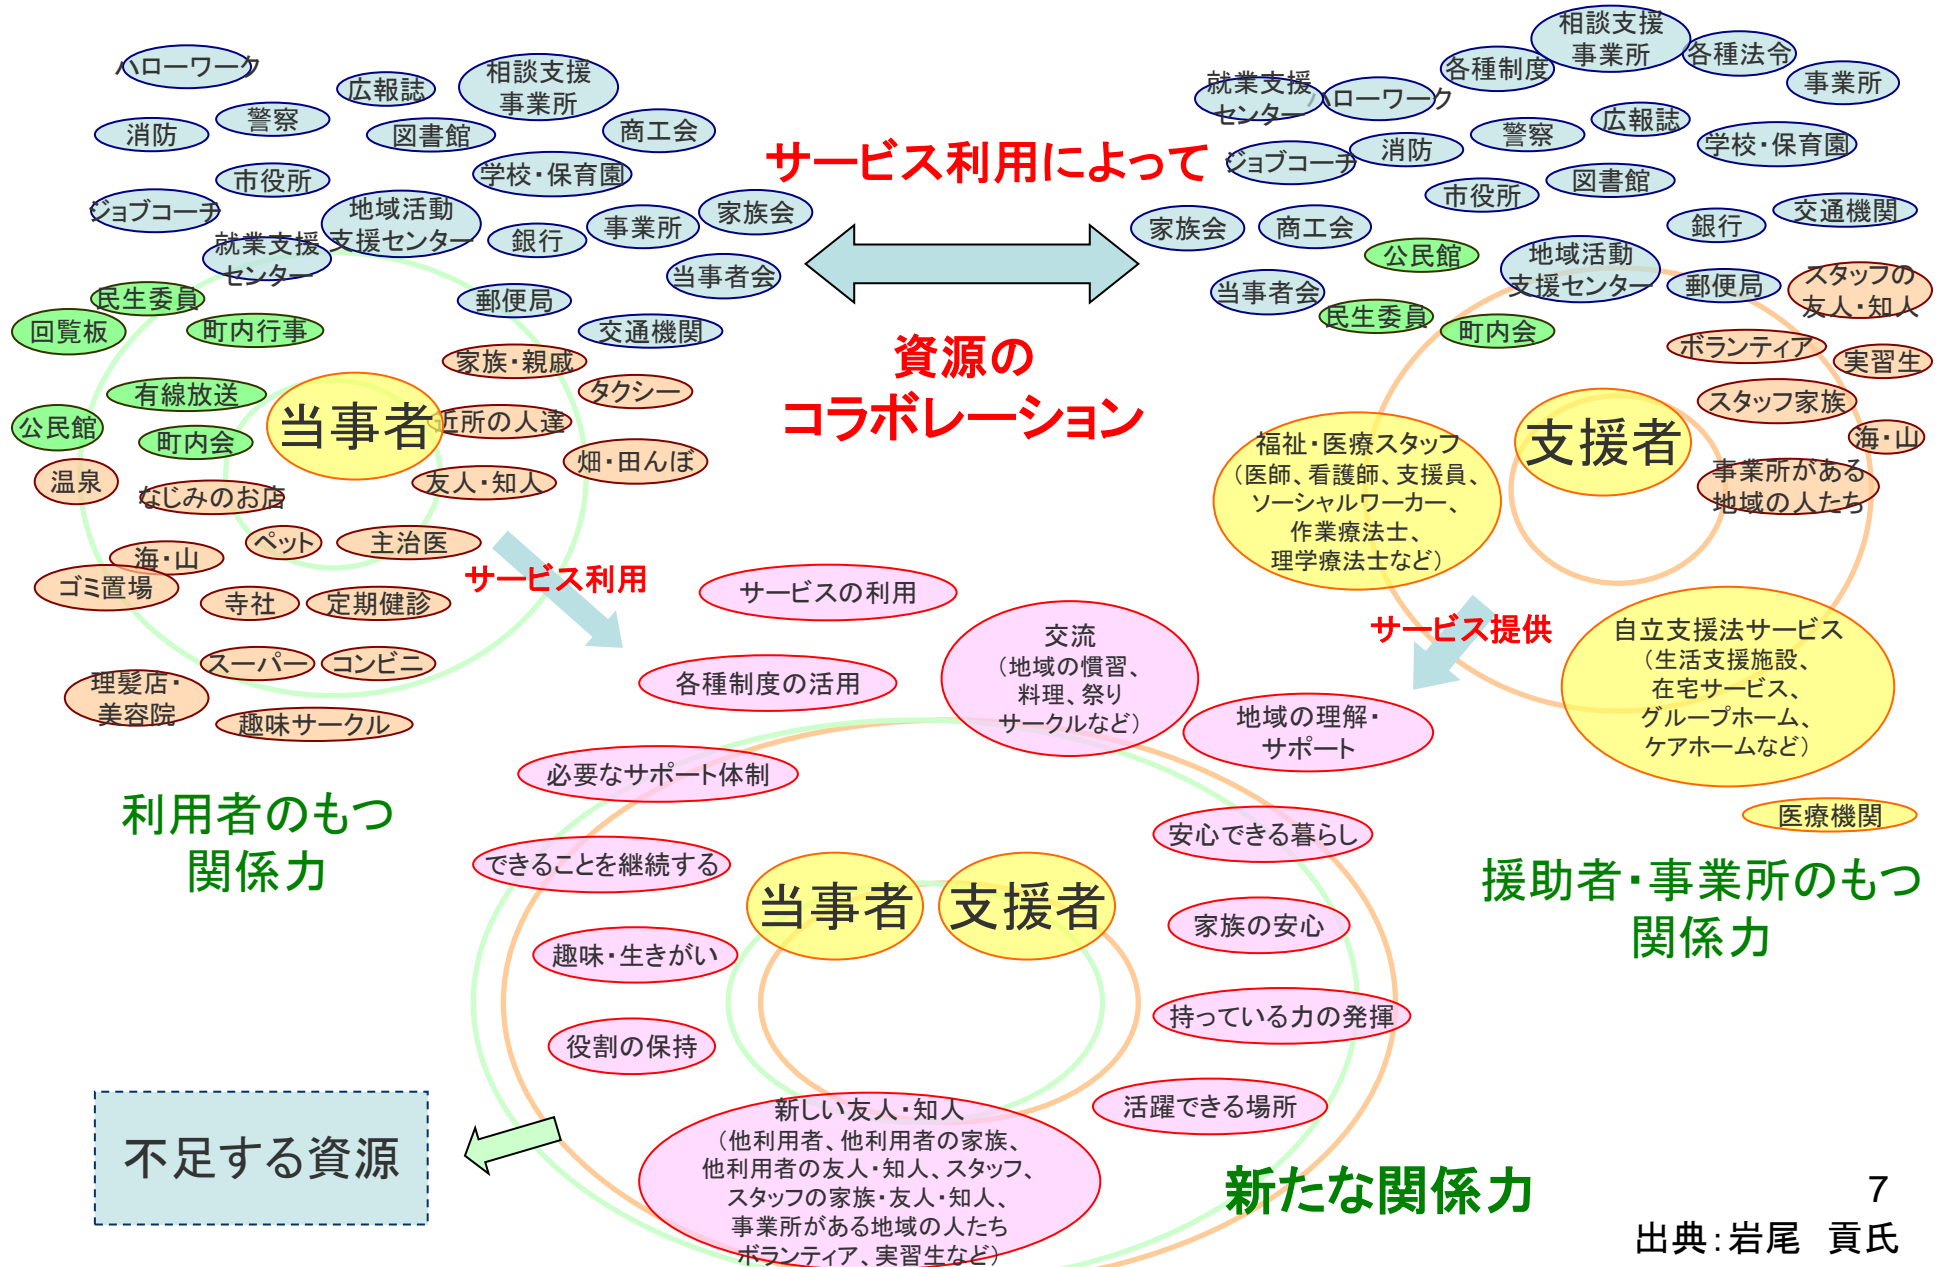 ハローワーク
広報誌
相談支援
事業所
消防
警察
図書館
商工会
市役所
学校・保育園
ジョブコーチ
地域活動
支援センター
就業支援
センター
銀行
事業所
家族会
当事者会
郵便局
交通機関
民生委員
回覧板
町内行事
有線放送
公民館
町内会
当事者
家族・親戚
タクシー
近所の人達
畑・田んぼ
友人・知人
温泉
なじみのお店
ペット
主治医
海・山
ゴミ置場
寺社
定期健診
スーパー
コンビニ
理髪店・
美容院
趣味サークル
利用者のもつ
関係力
サービス利用によって
資源の
コラボレーション
相談支援
事業所
各種制度
各種法令
事業所
就業支援
センター
ハローワーク
広報誌
ジョブコーチ
消防
警察
学校・保育園
市役所
図書館
家族会
商工会
銀行
交通機関
公民館
当事者会
地域活動
支援センター
郵便局
スタッフの
友人・知人
民生委員
町内会
ボランティア
実習生
スタッフ家族
支援者
海・山
事業所がある
地域の人たち
福祉・医療スタッフ
（医師、看護師、支援員、
ソーシャルワーカー、
作業療法士、
理学療法士など）
自立支援法サービス
（生活支援施設、
在宅サービス、
グループホーム、
ケアホームなど）
医療機関
援助者・事業所のもつ
関係力
サービス利用
サービス提供
サービスの利用
各種制度の活用
交流
（地域の慣習、
料理、祭り
サークルなど）
地域の理解・
サポート
必要なサポート体制
安心できる暮らし
できることを継続する
当事者
支援者
家族の安心
趣味・生きがい
持っている力の発揮
役割の保持
活躍できる場所
新しい友人・知人
（他利用者、他利用者の家族、
他利用者の友人・知人、スタッフ、
スタッフの家族・友人・知人、
事業所がある地域の人たち
ボランティア、実習生など）
不足する資源
新たな関係力
7
出典：岩尾　貢氏